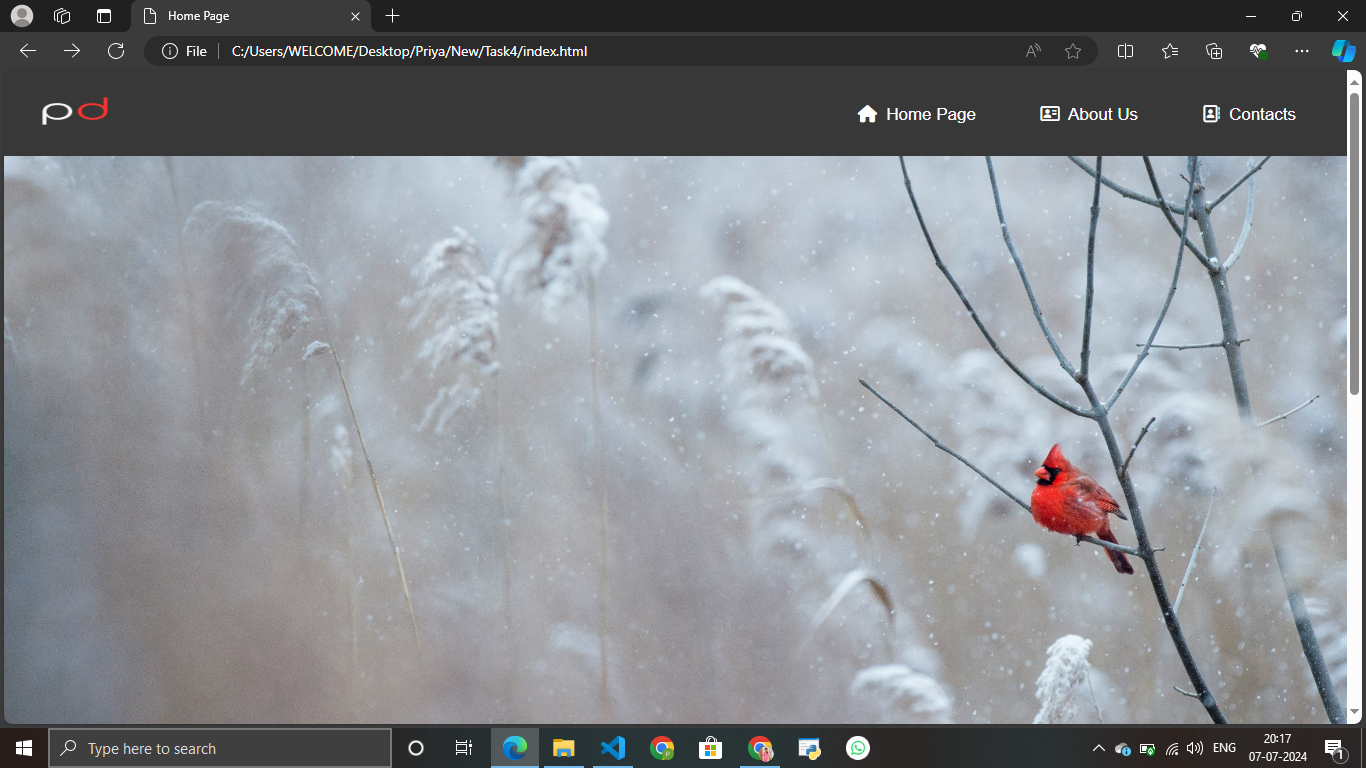 Home Page
File
C:/Users/WELCOME/Desktop/Priya/New/Task4/index.html
pd
Home Page
About Us
Contacts
Type here to search
ENG
20:17
07-07-2024
1